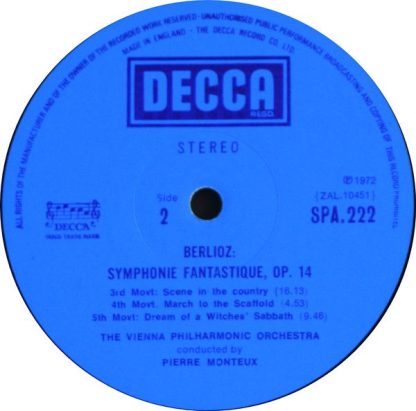 ALL RIGHTS OF THE MANUFACTURER AND OF THE OWNER OF THE RECORDED WORK RESERVED · UNAUTHORISED PUBLIC PERFORMANCE BROADCASTING AND COPYING OF THIS RECORD PROHIBITED
MADE IN ENGLAND · THE DECCA RECORD CO. LTD.
DECCA
REGD.
STEREO
Side
2
℗ 1972
(ZAL.10451)
SPA.222
DECCA
BERLIOZ:
SYMPHONIE FANTASTIQUE, OP. 14
3rd Movt: Scene in the country (16.13)
4th Movt. March to the Scaffold (4.53)
5th Movt: Dream of a Witches' Sabbath (9.46)
THE VIENNA PHILHARMONIC ORCHESTRA
conducted by
PIERRE MONTEUX